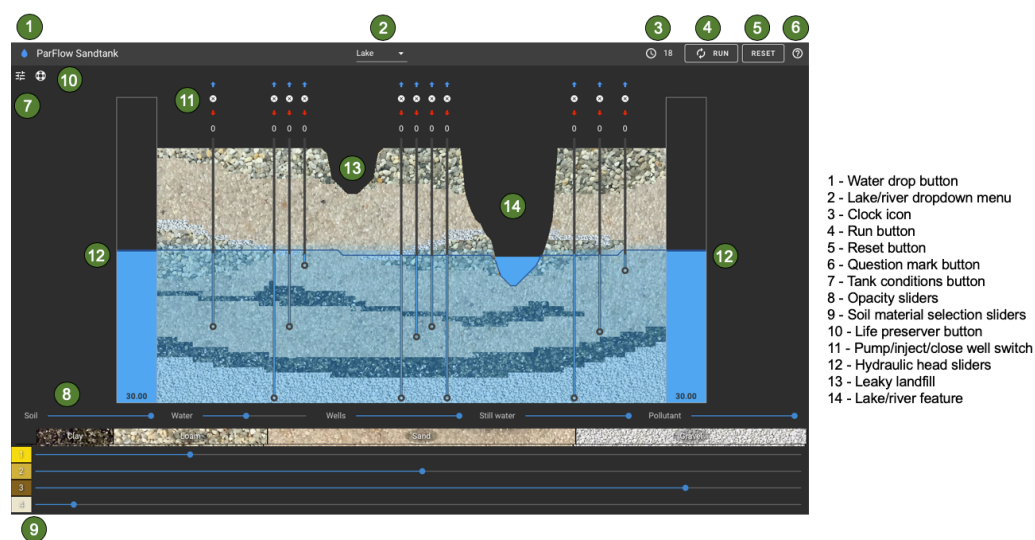 1
2
3
4
5
6
ParFlow Sandtank
Lake
18
RUN
RESET
10
7
11
0 0 0 0 0 0 0 0 0 0 0
13
14
12
12
30.00
30.00
8
Soil
Water
Wells
Still water
Pollutant
Clay
Loam
Sand
Gravel
1
2
3
4
9
1 - Water drop button
2 - Lake/river dropdown menu
3 - Clock icon
4 - Run button
5 - Reset button
6 - Question mark button
7 - Tank conditions button
8 - Opacity sliders
9 - Soil material selection sliders
10 - Life preserver button
11 - Pump/inject/close well switch
12 - Hydraulic head sliders
13 - Leaky landfill
14 - Lake/river feature